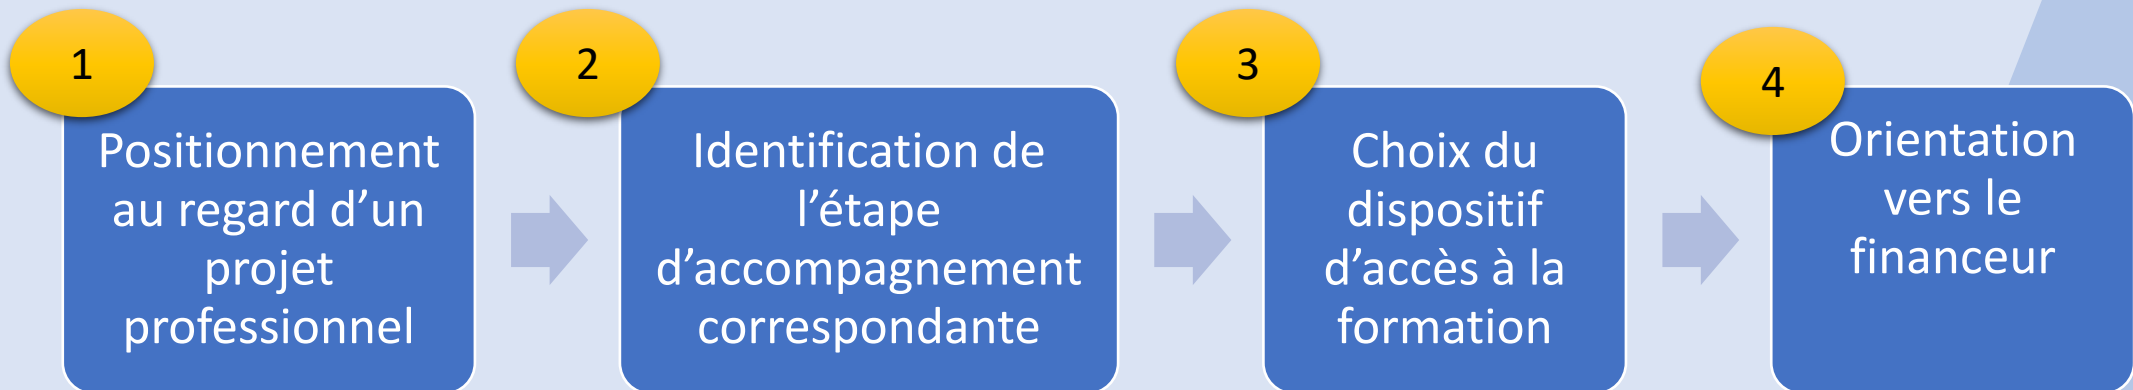 1
Positionnement
au regard d’un
projet
professionnel
2
Identification de
l’étape
d’accompagnement
correspondante
3
Choix du
dispositif
d’accès à la
formation
4
Orientation
vers le
financeur